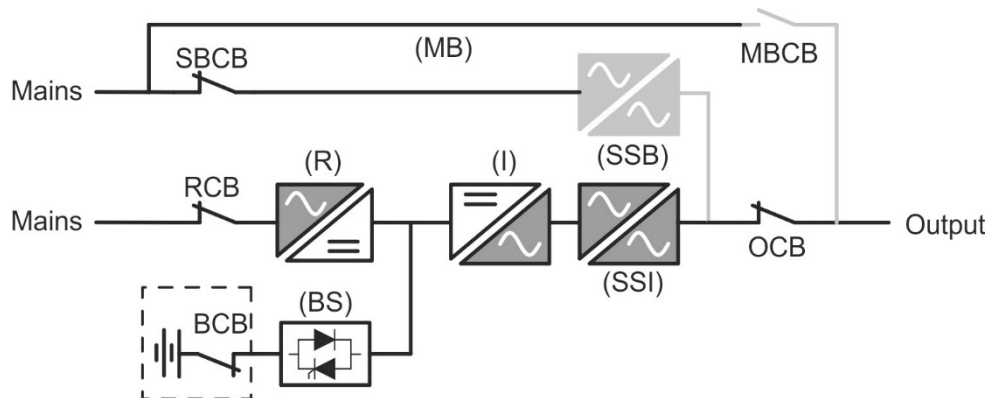 (MB)
MBCB
SBCB
Mains
(SSB)
(R)
(I)
RCB
Mains
Output
OCB
(SSI)
(BS)
BCB